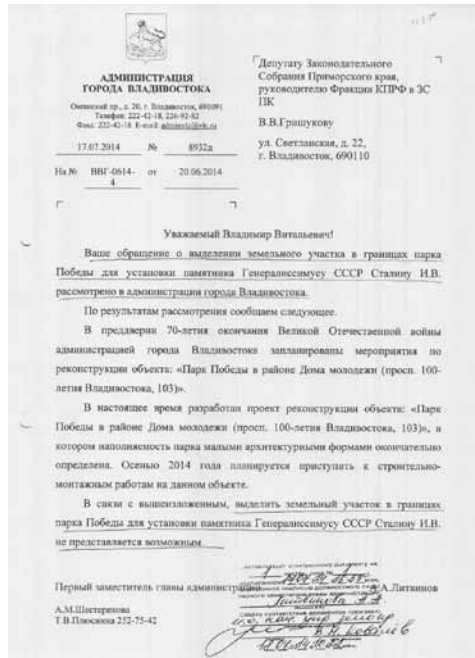 АДМИНИСТРАЦИЯ
ГОРОДА ВЛАДИВОСТОКА
Океанский пр., д. 20, г. Владивосток, 690091
Телефон: 222-42-18, 226-92-82
Факс: 222-42-18. E-mail:
17.07.2014 № 8932д
На № ВВГ-0614-4 от 20.06.2014
Депутату Законодательного
Собрания Приморского края,
руководителю Фракции КПРФ в ЗС
ПК
В.В.Гришукову
ул. Светланская, д. 22,
г. Владивосток, 690110
Уважаемый Владимир Витальевич!
Ваше обращение о выделении земельного участка в границах парка
Победы для установки памятника Генералиссимусу СССР Сталину И.В.
рассмотрено в администрации города Владивостока.
По результатам рассмотрения сообщаем следующее.
В преддверии 70-летия окончания Великой Отечественной войны
администрацией города Владивостока запланированы мероприятия по
реконструкции объекта: «Парк Победы в районе Дома молодежи (просп. 100-
летия Владивостока, 103)».
В настоящее время разработан проект реконструкции объекта: «Парк
Победы в районе Дома молодежи (просп. 100-летия Владивостока, 103)», в
котором наполняемость парка малыми архитектурными формами окончательно
определена. Осенью 2014 года планируется приступить к строительно-
монтажным работам на данном объекте.
В связи с вышеизложенным, выделить земельный участок в границах
парка Победы для установки памятника Генералиссимусу СССР Сталину И.В.
не представляется возможным
Первый заместитель главы администрации А.Литвинов
А.М.Шестерикова
Т.В.Плюснина 252-75-42